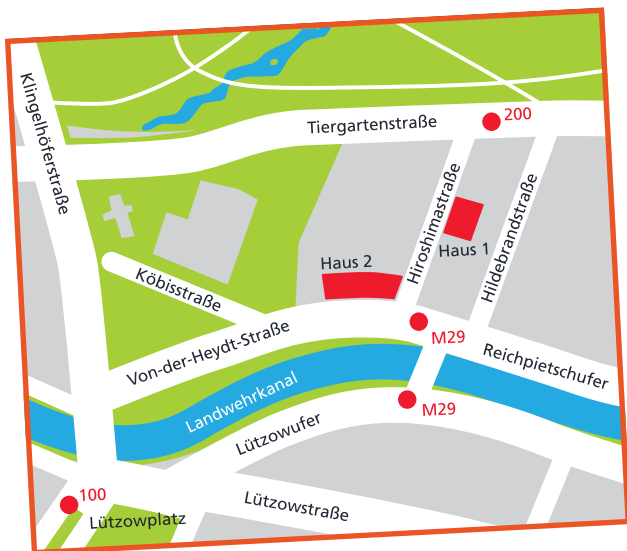 Klingelhöferstraße
Tiergartenstraße
200
Hiroshimastraße
Hildebrandstraße
Haus 1
Haus 2
Köbisstraße
Von-der-Heydt-Straße
M29
Reichpietschufer
Landwehrkanal
M29
Lützowufer
100
Lützowplatz
Lützowstraße